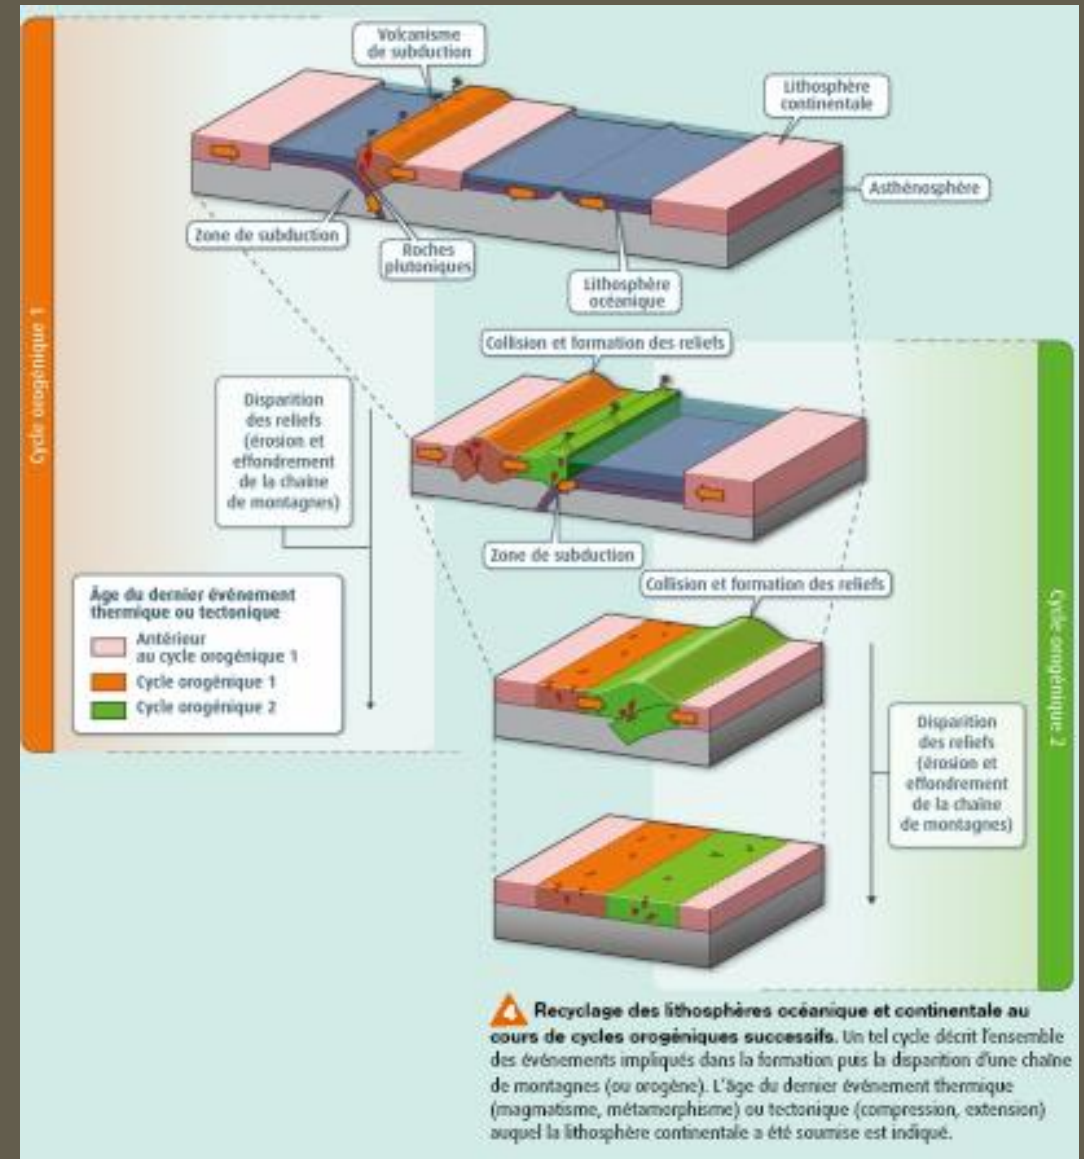 Volcanisme
de subduction
Lithosphère
continentale
Asthénosphère
Zone de subduction
Roches
plutoniques
Lithosphère
océanique
Cycle orogénique 1
Collision et formation des reliefs
Disparition
des reliefs
(érosion et
effondrement
de la chaîne
de montagnes)
Zone de subduction
Collision et formation des reliefs
Âge du dernier événement
thermique ou tectonique
Antérieur
au cycle orogénique 1
Cycle orogénique 1
Cycle orogénique 2
Cycle orogénique 2
Disparition
des reliefs
(érosion et
effondrement
de la chaîne
de montagnes)
4 Recyclage des lithosphères océanique et continentale au
cours de cycles orogéniques successifs. Un tel cycle décrit l'ensemble
des événements impliqués dans la formation puis la disparition d'une chaîne
de montagnes (ou orogène). L'âge du dernier événement thermique
(magmatisme, métamorphisme) ou tectonique (compression, extension)
auquel la lithosphère continentale a été soumise est indiqué.